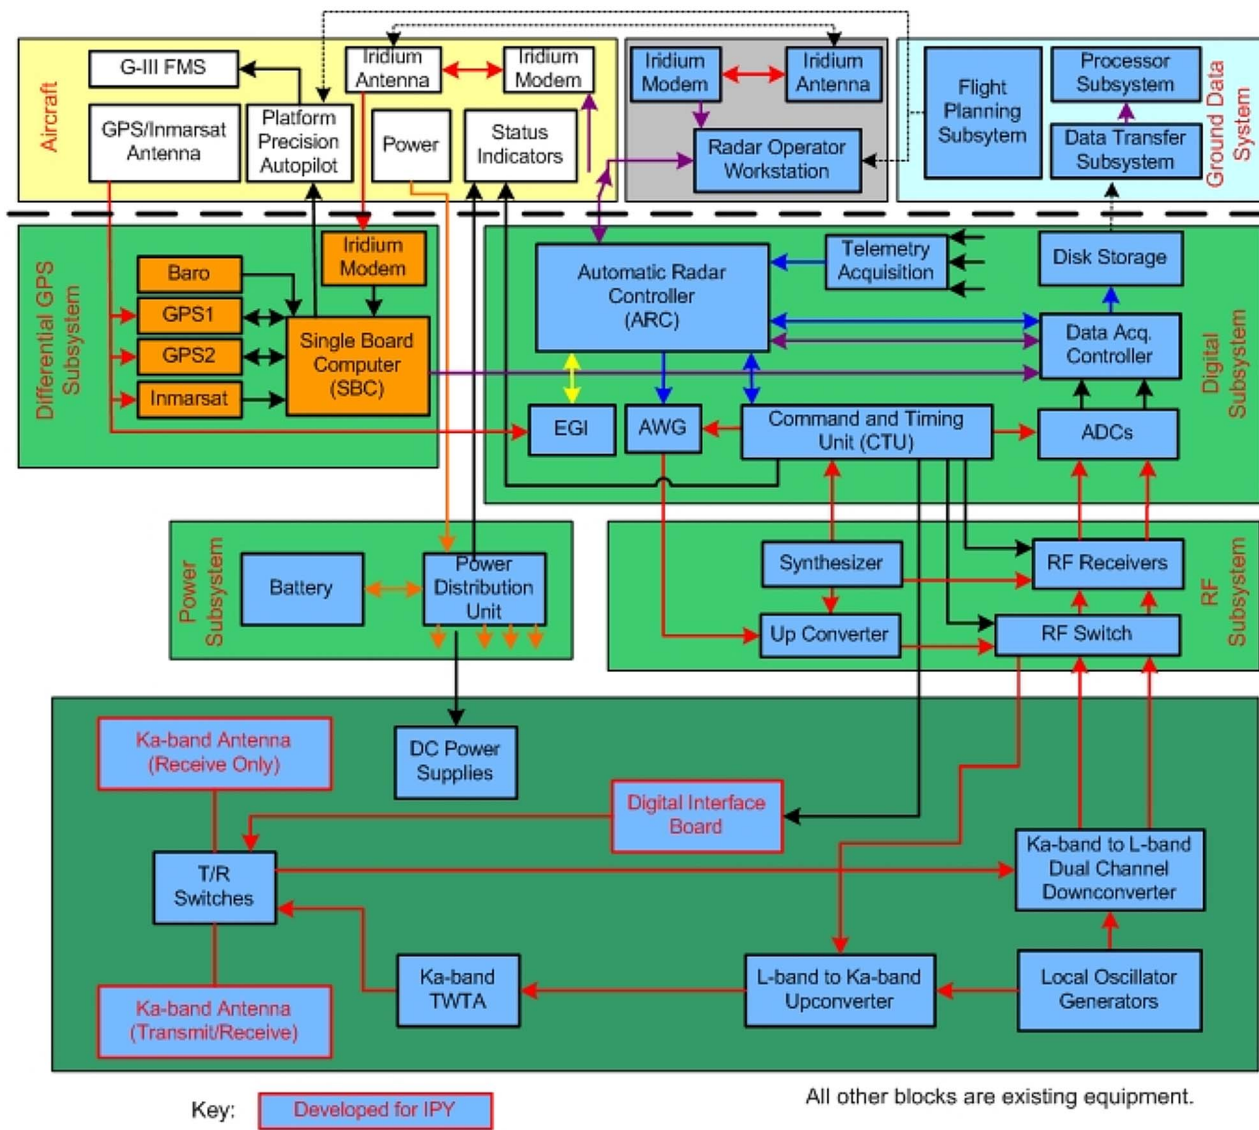 Aircraft
G-III FMS
GPS/Inmarsat
Antenna
Platform
Precision
Autopilot
Iridium
Antenna
Iridium
Modem
Power
Status
Indicators
Iridium
Modem
Iridium
Antenna
Radar Operator
Workstation
Flight
Planning
Subsytem
Processor
Subsystem
Data Transfer
Subsystem
Ground Data
System
Differential GPS
Subsystem
Baro
GPS1
GPS2
Inmarsat
Iridium
Modem
Single Board
Computer
(SBC)
Automatic Radar
Controller
(ARC)
Telemetry
Acquisition
Disk Storage
Data Acq.
Controller
EGI
AWG
Command and Timing
Unit (CTU)
ADCs
Digital
Subsystem
Power
Subsystem
Battery
Power
Distribution
Unit
Synthesizer
Up Converter
RF Receivers
RF Switch
RF
Subsystem
Ka-band Antenna
(Receive Only)
DC Power
Supplies
Digital Interface
Board
T/R
Switches
Ka-band to L-band
Dual Channel
Downconverter
Ka-band Antenna
(Transmit/Receive)
Ka-band
TWTA
L-band to Ka-band
Upconverter
Local Oscillator
Generators
Key:
Developed for IPY
All other blocks are existing equipment.